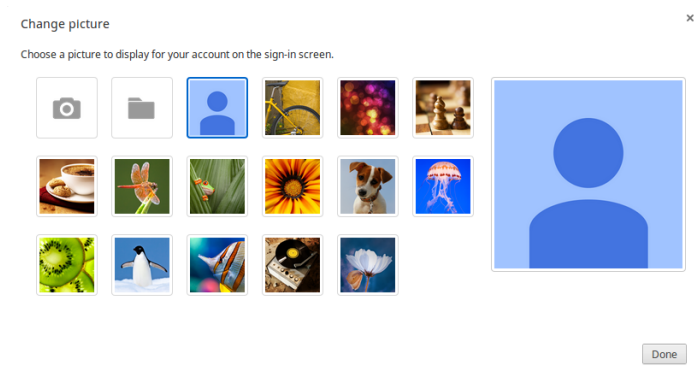 Change picture
Choose a picture to display for your account on the sign-in screen.
Done